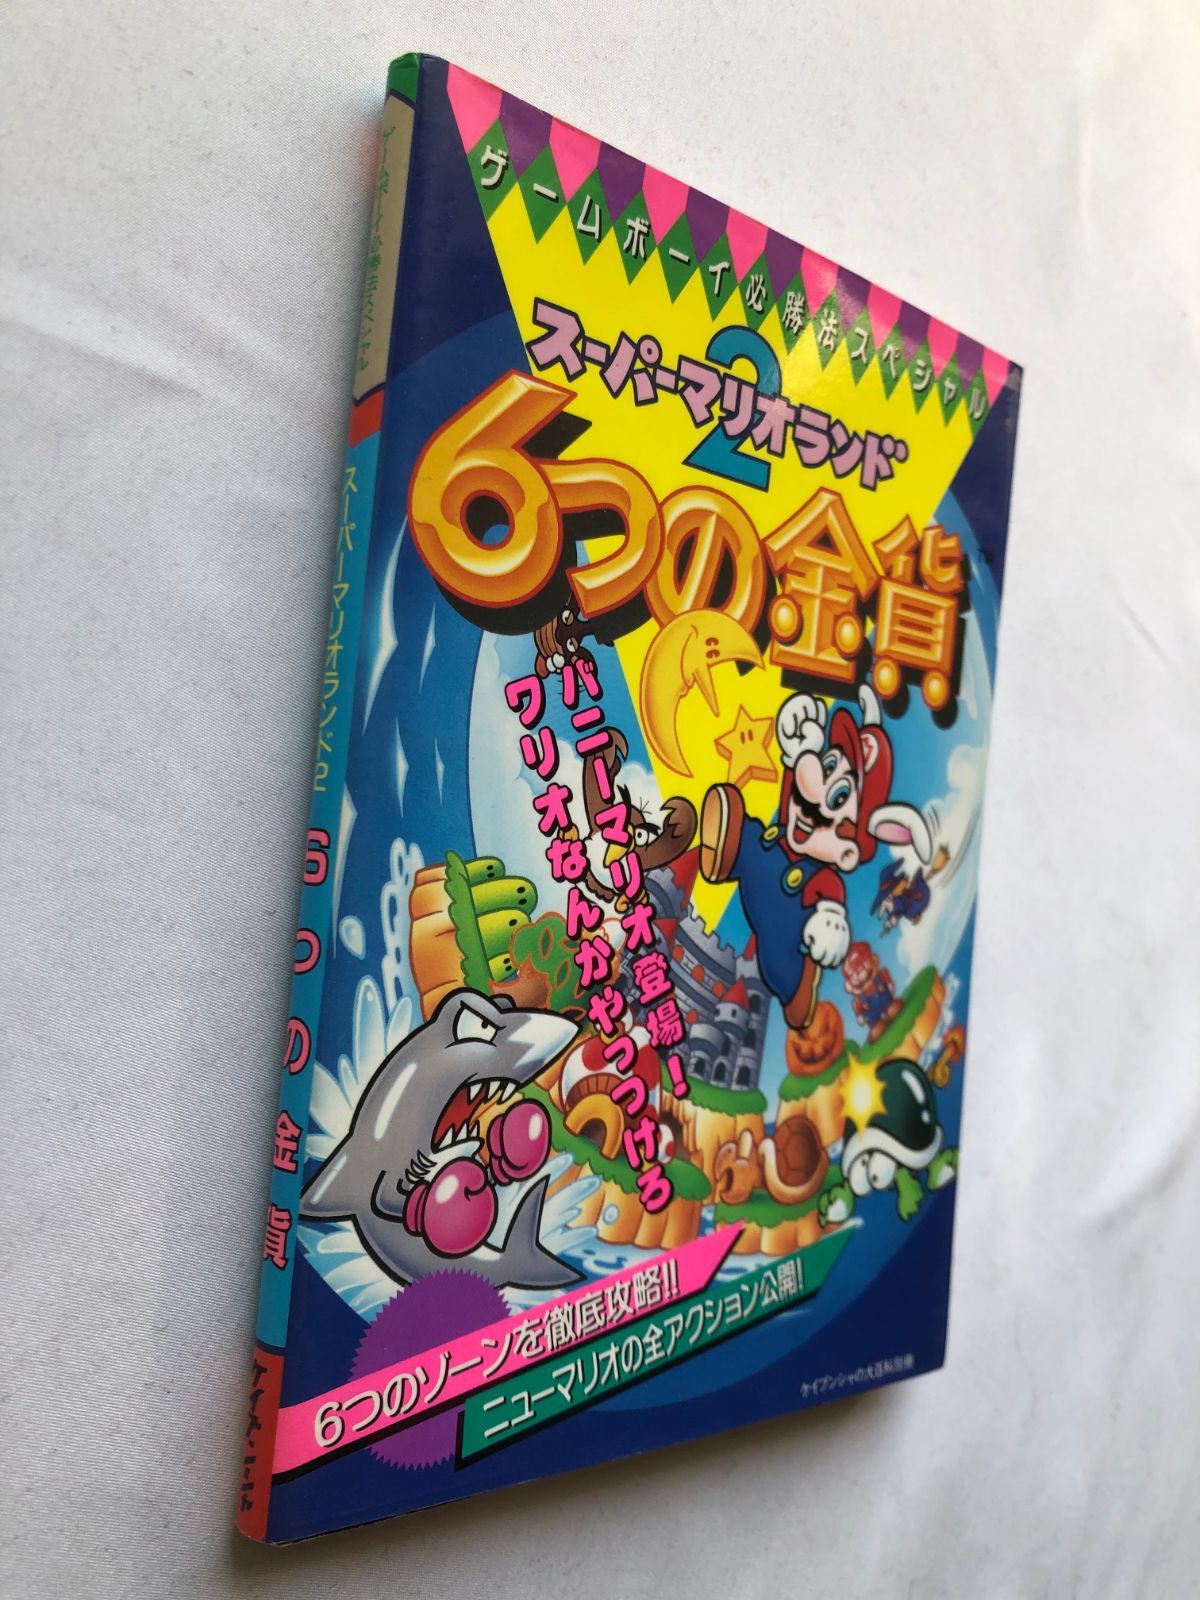 ゲームボーイ必勝法スペシャル
スーパーマリオランド2
6つの金貨
バニーマリオ登場!
ワリオなんかやっつけろ
6つのゾーンを徹底攻略!!
ニューマリオの全アクション公開!
ケイブンシャの大百科別冊
ゲームボーイ必勝法スペシャル
スーパーマリオランド2
6つの金貨
ケイブンシャ